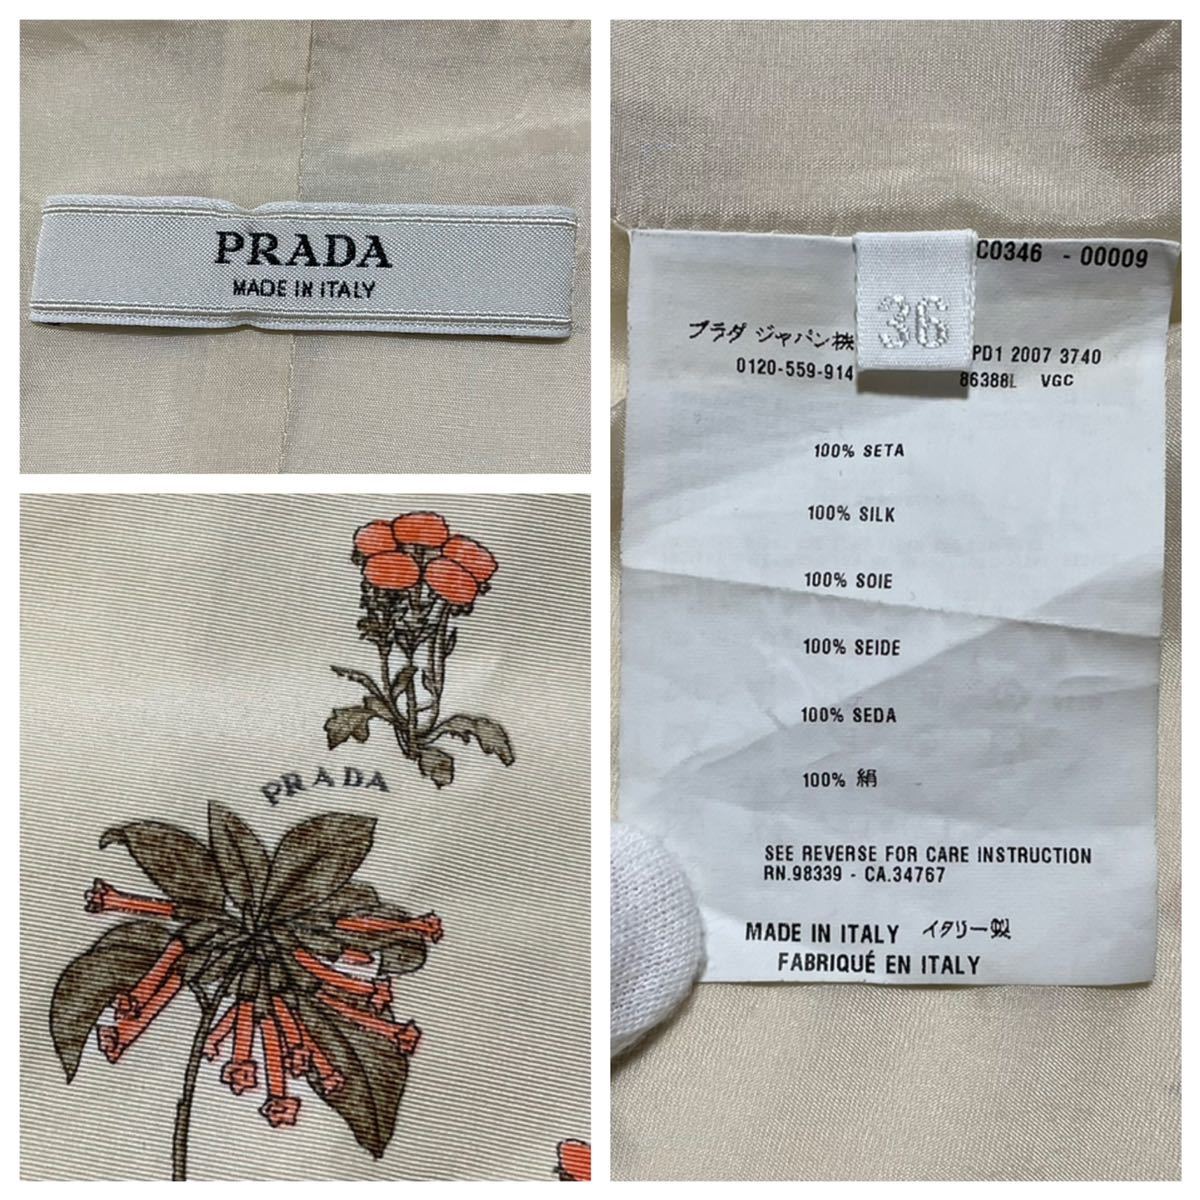 PRADA
MADE IN ITALY
PRADA
36
C0346 - 00009
プラダ ジャパン株
0120-559-914
PD1 2007 3740
86388L VGC
100% SETA
100% SILK
100% SOIE
100% SEIDE
100% SEDA
100% 絹
SEE REVERSE FOR CARE INSTRUCTION
RN.98339 - CA.34767
MADE IN ITALY イタリー製
FABRIQUÉ EN ITALY